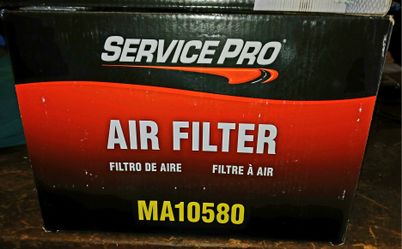 SERVICE PRO®
AIR FILTER
FILTRO DE AIRE FILTRE À AIR
MA10580